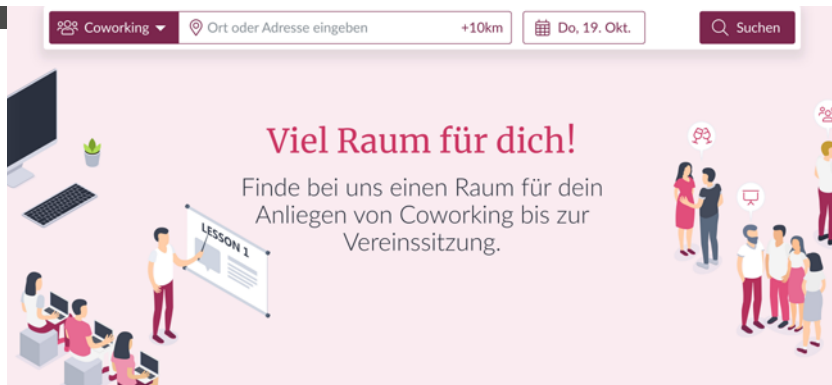 Coworking
Ort oder Adresse eingeben
+10km
Do, 19. Okt.
Suchen
Viel Raum für dich!
Finde bei uns einen Raum für dein
Anliegen von Coworking bis zur
Vereinssitzung.
LESSON 1